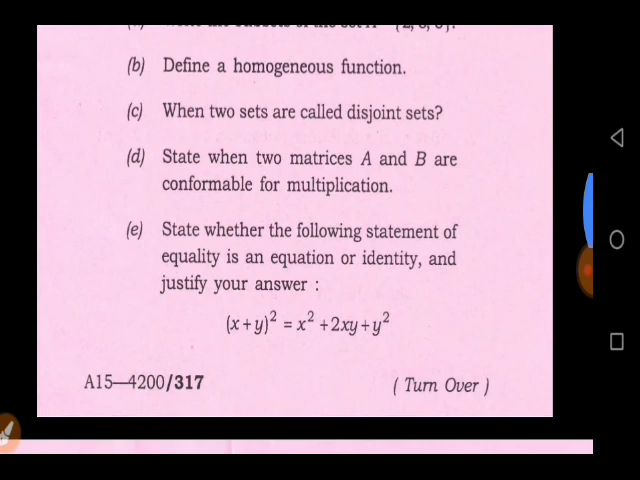 (b) Define a homogeneous function.
(c) When two sets are called disjoint sets?
(d) State when two matrices A and B are
conformable for multiplication.
(e) State whether the following statement of
equality is an equation or identity, and
justify your answer :
(x+y)² = x² +2xy+y²
A15—4200/317
( Turn Over )